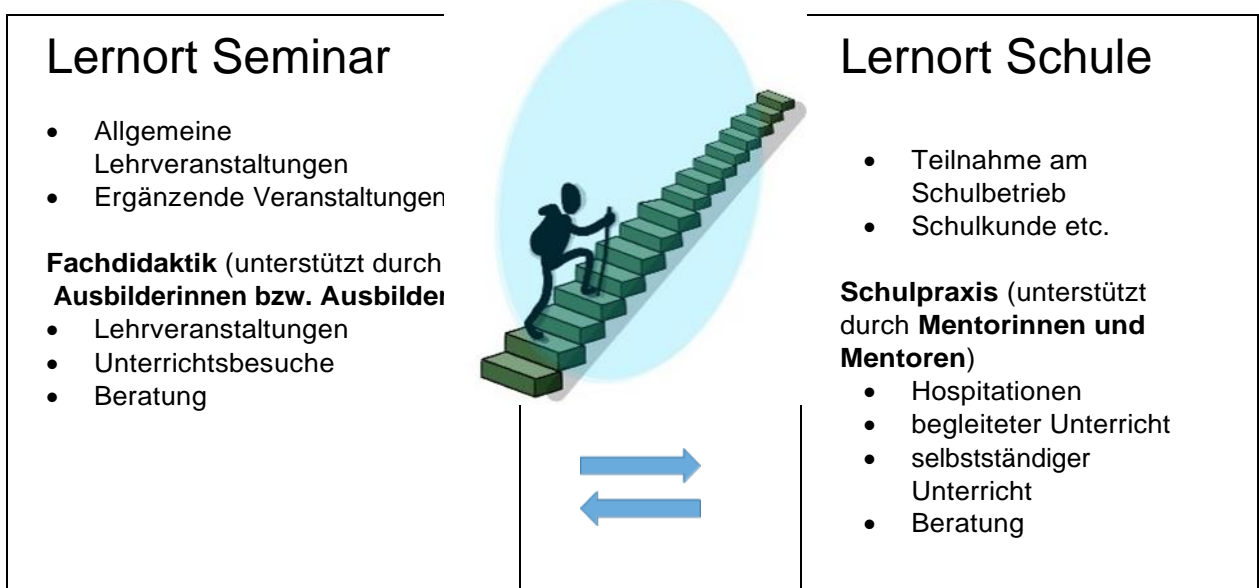 Lernort Seminar
• Allgemeine
Lehrveranstaltungen
• Ergänzende Veranstaltungen
Fachdidaktik (unterstützt durch
Ausbilderinnen bzw. Ausbilder
• Lehrveranstaltungen
• Unterrichtsbesuche
• Beratung
Lernort Schule
• Teilnahme am
Schulbetrieb
• Schulkunde etc.
Schulpraxis (unterstützt
durch Mentorinnen und
Mentoren)
• Hospitationen
• begleiteter Unterricht
• selbstständiger
Unterricht
• Beratung